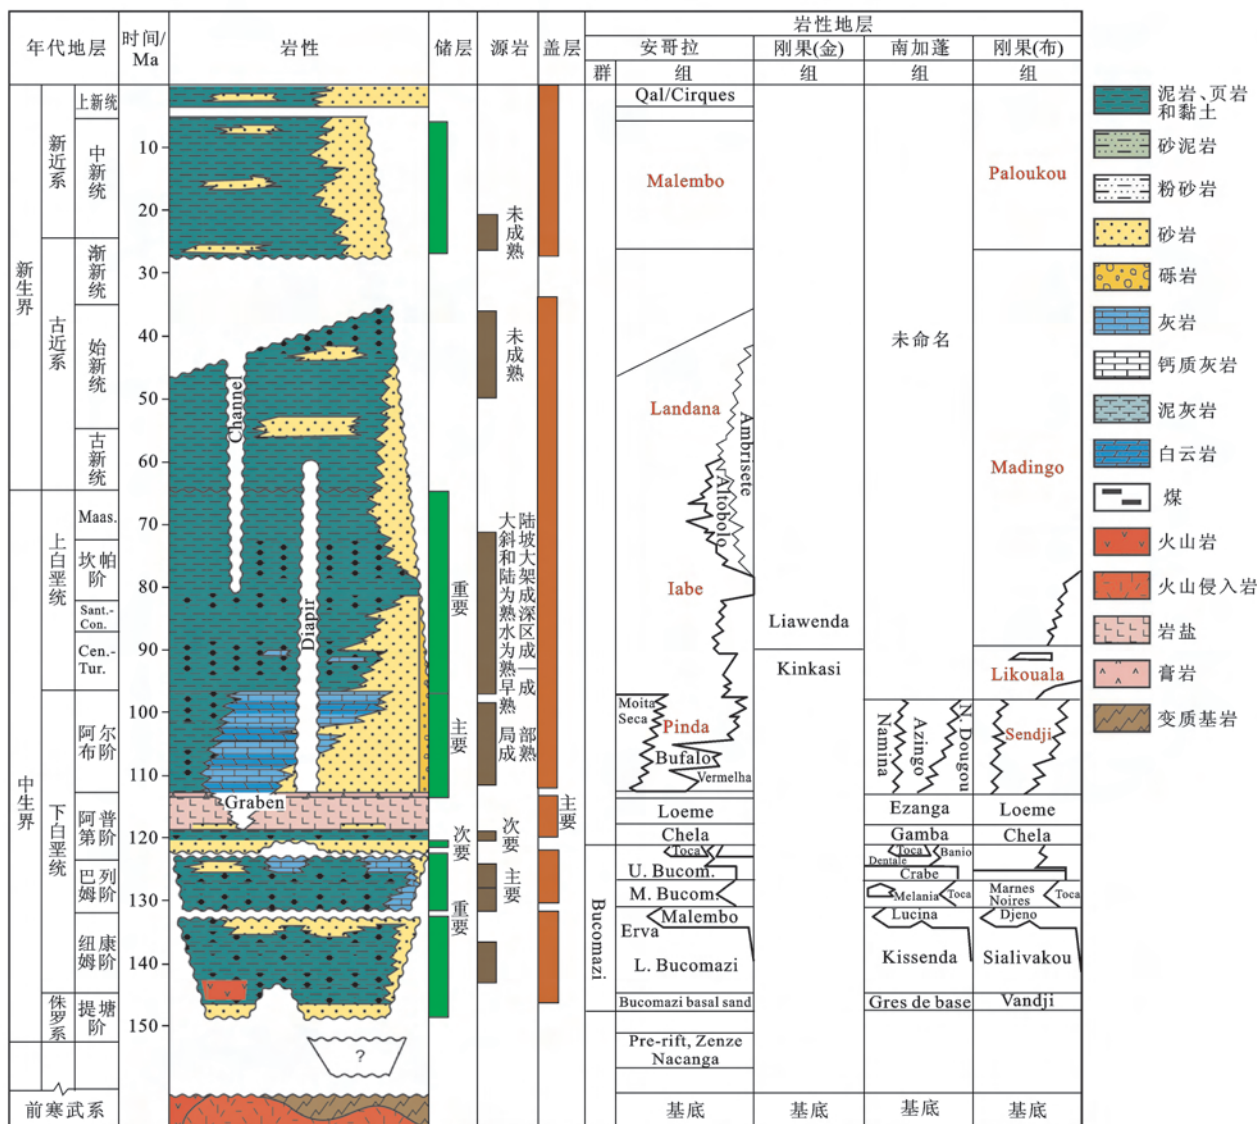 年代地层
时间/
Ma
岩性
储层
源岩
盖层
岩性地层
安哥拉
刚果(金)
南加蓬
刚果(布)
群
组
组
组
组
新生界
中生界
新近系
古近系
上白垩统
下白垩统
侏罗系
上新统
中新统
渐新统
始新统
古新统
Maas.
坎帕阶
Sant.-
Con.
Cen.-
Tur.
阿尔布阶
阿普第阶
巴列姆阶
纽康姆阶
提塘阶
前寒武系
10
20
30
40
50
60
70
80
90
100
110
120
130
140
150
Channel
Diapir
Graben
?
重要
主要
次要
重要
未成熟
未成熟
大陆斜坡和大陆架为成熟深水区为成熟—早成熟
局部成熟
次要
主要
主要
Qal/Cirques
Malembo
Landana
Ambrisete
Altobolo
Iabe
Moita
Seca
Pinda
Bufalo
Vermelha
Loeme
Chela
Bucomazi
Toca
U. Bucom.
M. Bucom.
Malembo
Erva
L. Bucomazi
Bucomazi basal sand
Pre-rift, Zenze
Nacanga
基底
Liawenda
Kinkasi
基底
未命名
Namina
Azingo
N. Dougou
Ezanga
Gamba
Toca
Banio
Dentale
Crabe
Melania
Toca
Lucina
Kissenda
Gres de base
基底
Paloukou
Madingo
Likouala
Sendji
Loeme
Chela
Marnes
Noires
Toca
Djeno
Sialivakou
Vandji
基底
泥岩、页岩
和黏土
砂泥岩
粉砂岩
砂岩
砾岩
灰岩
钙质灰岩
泥灰岩
白云岩
煤
火山岩
火山侵入岩
岩盐
膏岩
变质基岩